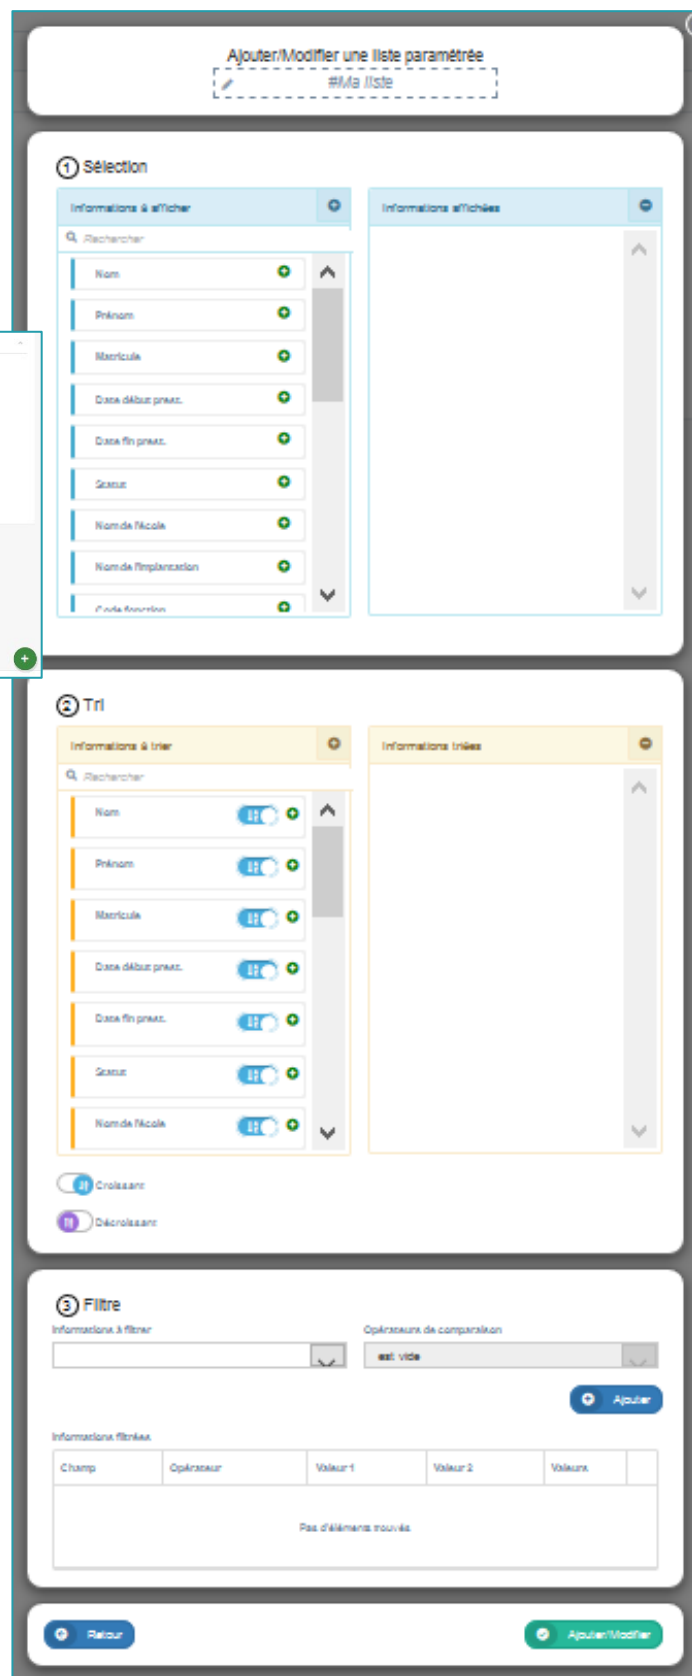 Ajouter/Modifier une liste paramétrée
#Ma liste
1 Sélection
Informations à afficher
Informations affichées
Rechercher
Nom
Prénom
Matricule
Date début prest.
Date fin prest.
Statut
Nom de l'école
Nom de l'implantation
Code fonction
2 Tri
Informations à trier
Informations triées
Rechercher
Nom
Prénom
Matricule
Date début prest.
Date fin prest.
Statut
Nom de l'école
Croissant
Décroissant
3 Filtre
Informations à filtrer
Opérateurs de comparaison
est vide
Ajouter
Informations filtrées
Champ Opérateur Valeur 1 Valeur 2 Valeurs
Pas d'éléments trouvés
Retour
Ajouter/Modifier